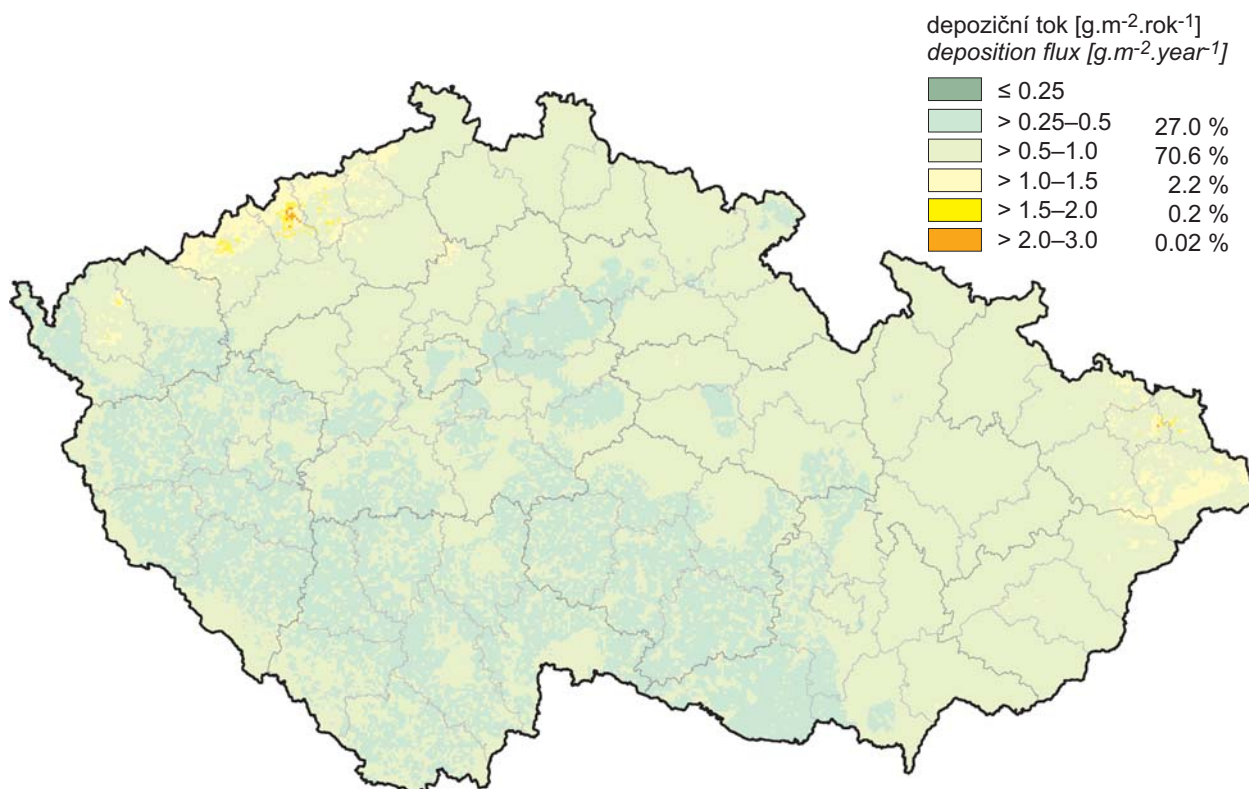 depoziční tok [g.m-2.rok-1]
deposition flux [g.m-2.year-1]
≤ 0.25
> 0.25–0.5 27.0 %
> 0.5–1.0 70.6 %
> 1.0–1.5 2.2 %
> 1.5–2.0 0.2 %
> 2.0–3.0 0.02 %